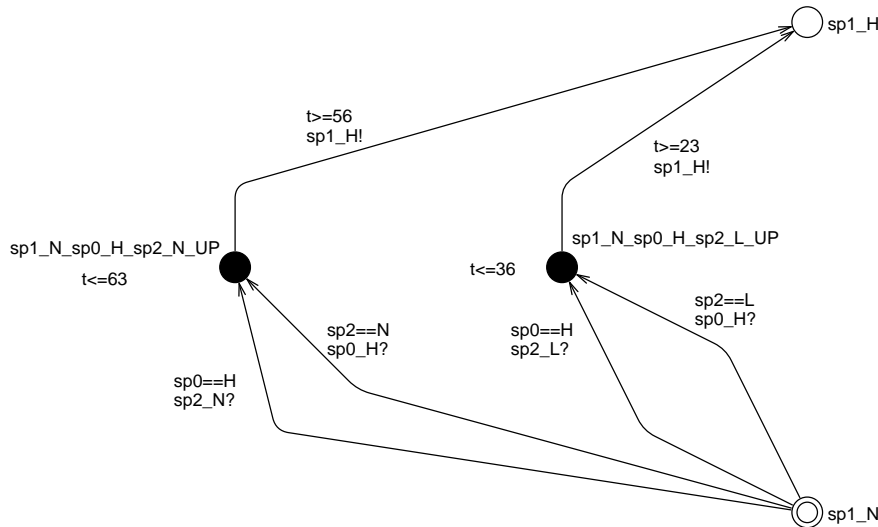 sp1_H
t>=56
sp1_H!
t>=23
sp1_H!
sp1_N_sp0_H_sp2_N_UP
t<=63
sp1_N_sp0_H_sp2_L_UP
t<=36
sp2==L
sp0_H?
sp2==N
sp0_H?
sp0==H
sp2_L?
sp0==H
sp2_N?
sp1_N